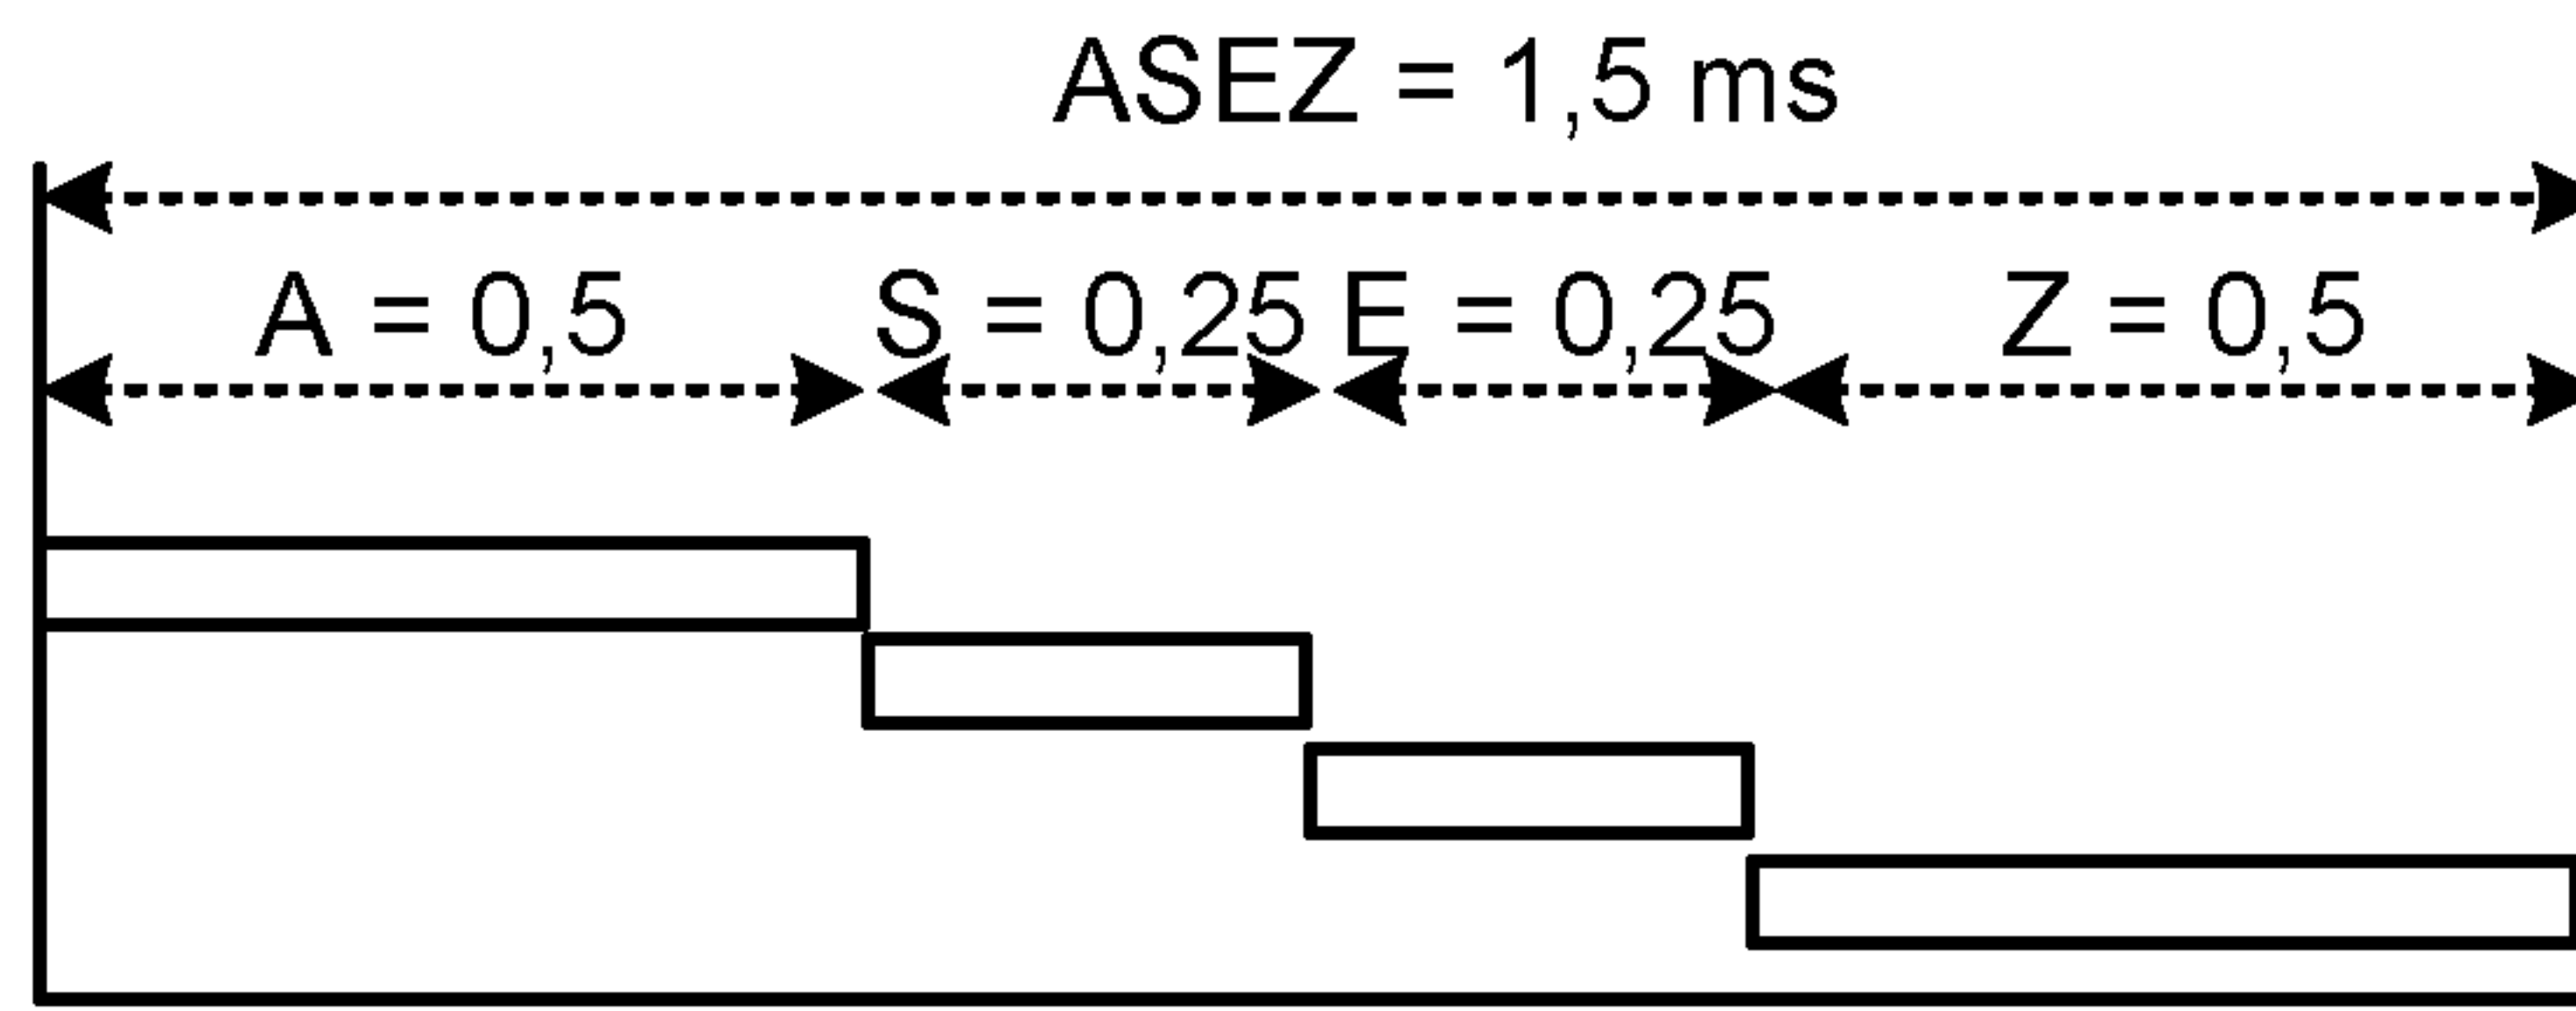 ASEZ = 1,5 ms
A = 0,5 S = 0,25 E = 0,25 Z = 0,5